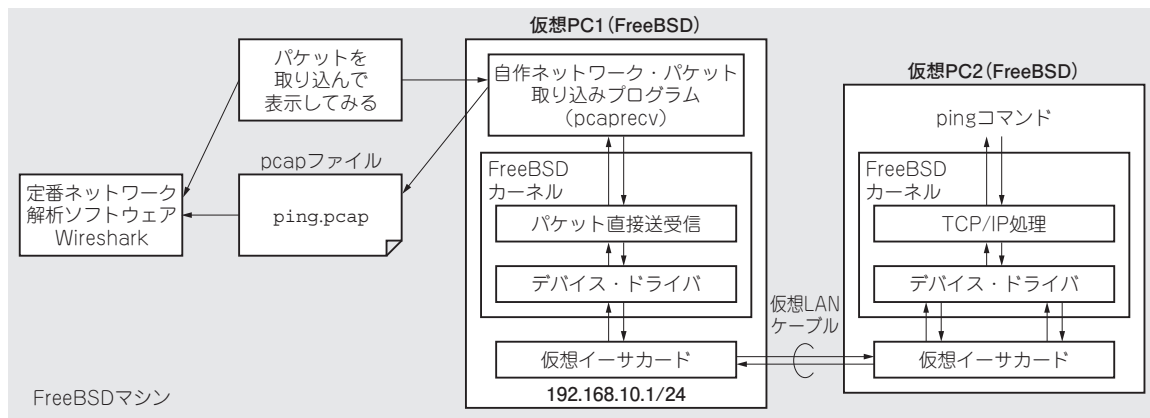 仮想PC1（FreeBSD）
パケットを
取り込んで
表示してみる
自作ネットワーク・パケット
取り込みプログラム
（pcaprecv）
仮想PC2（FreeBSD）
pingコマンド
pcapファイル
ping.pcap
定番ネットワーク
解析ソフトウェア
Wireshark
FreeBSD
カーネル
パケット直接送受信
デバイス・ドライバ
FreeBSD
カーネル
TCP/IP処理
デバイス・ドライバ
仮想LAN
ケーブル
仮想イーサカード
仮想イーサカード
192.168.10.1/24
FreeBSDマシン